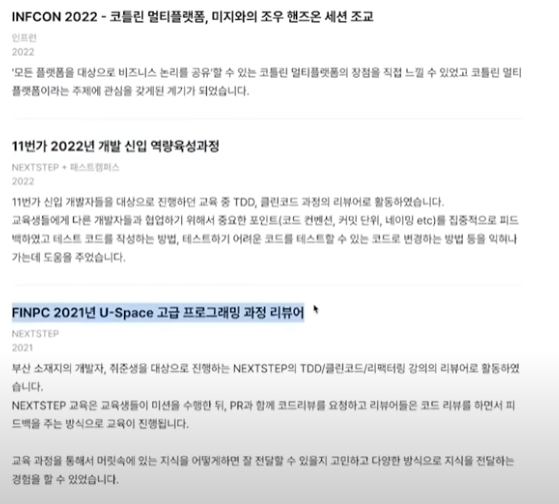 INFCON 2022 - 코틀린 멀티플랫폼, 미지와의 조우 핸즈온 세션 조교
인프런
2022
'모든 플랫폼을 대상으로 비즈니스 논리를 공유'할 수 있는 코틀린 멀티플랫폼의 장점을 직접 느낄 수 있었고 코틀린 멀티
플랫폼이라는 주제에 관심을 갖게된 계기가 되었습니다.
11번가 2022년 개발 신입 역량육성과정
NEXTSTEP + 패스트캠퍼스
2022
11번가 신입 개발자들을 대상으로 진행하던 교육 중 TDD, 클린코드 과정의 리뷰어로 활동하였습니다.
교육생들에게 다른 개발자들과 협업하기 위해서 중요한 포인트(코드 컨벤션, 커밋 단위, 네이밍 etc)를 집중적으로 피드
백하였고 테스트 코드를 작성하는 방법, 테스트하기 어려운 코드를 테스트할 수 있는 코드로 변경하는 방법 등을 익혀나
가는데 도움을 주었습니다.
FINPC 2021년 U-Space 고급 프로그래밍 과정 리뷰어
NEXTSTEP
2021
부산 소재지의 개발자, 취준생을 대상으로 진행하는 NEXTSTEP의 TDD/클린코드/리팩터링 강의의 리뷰어로 활동하였
습니다.
NEXTSTEP 교육은 교육생들이 미션을 수행한 뒤, PR과 함께 코드리뷰를 요청하고 리뷰어들은 코드 리뷰를 하면서 피
드백을 주는 방식으로 교육이 진행됩니다.
교육 과정을 통해서 머릿속에 있는 지식을 어떻게하면 잘 전달할 수 있을지 고민하고 다양한 방식으로 지식을 전달하는
경험을 할 수 있었습니다.